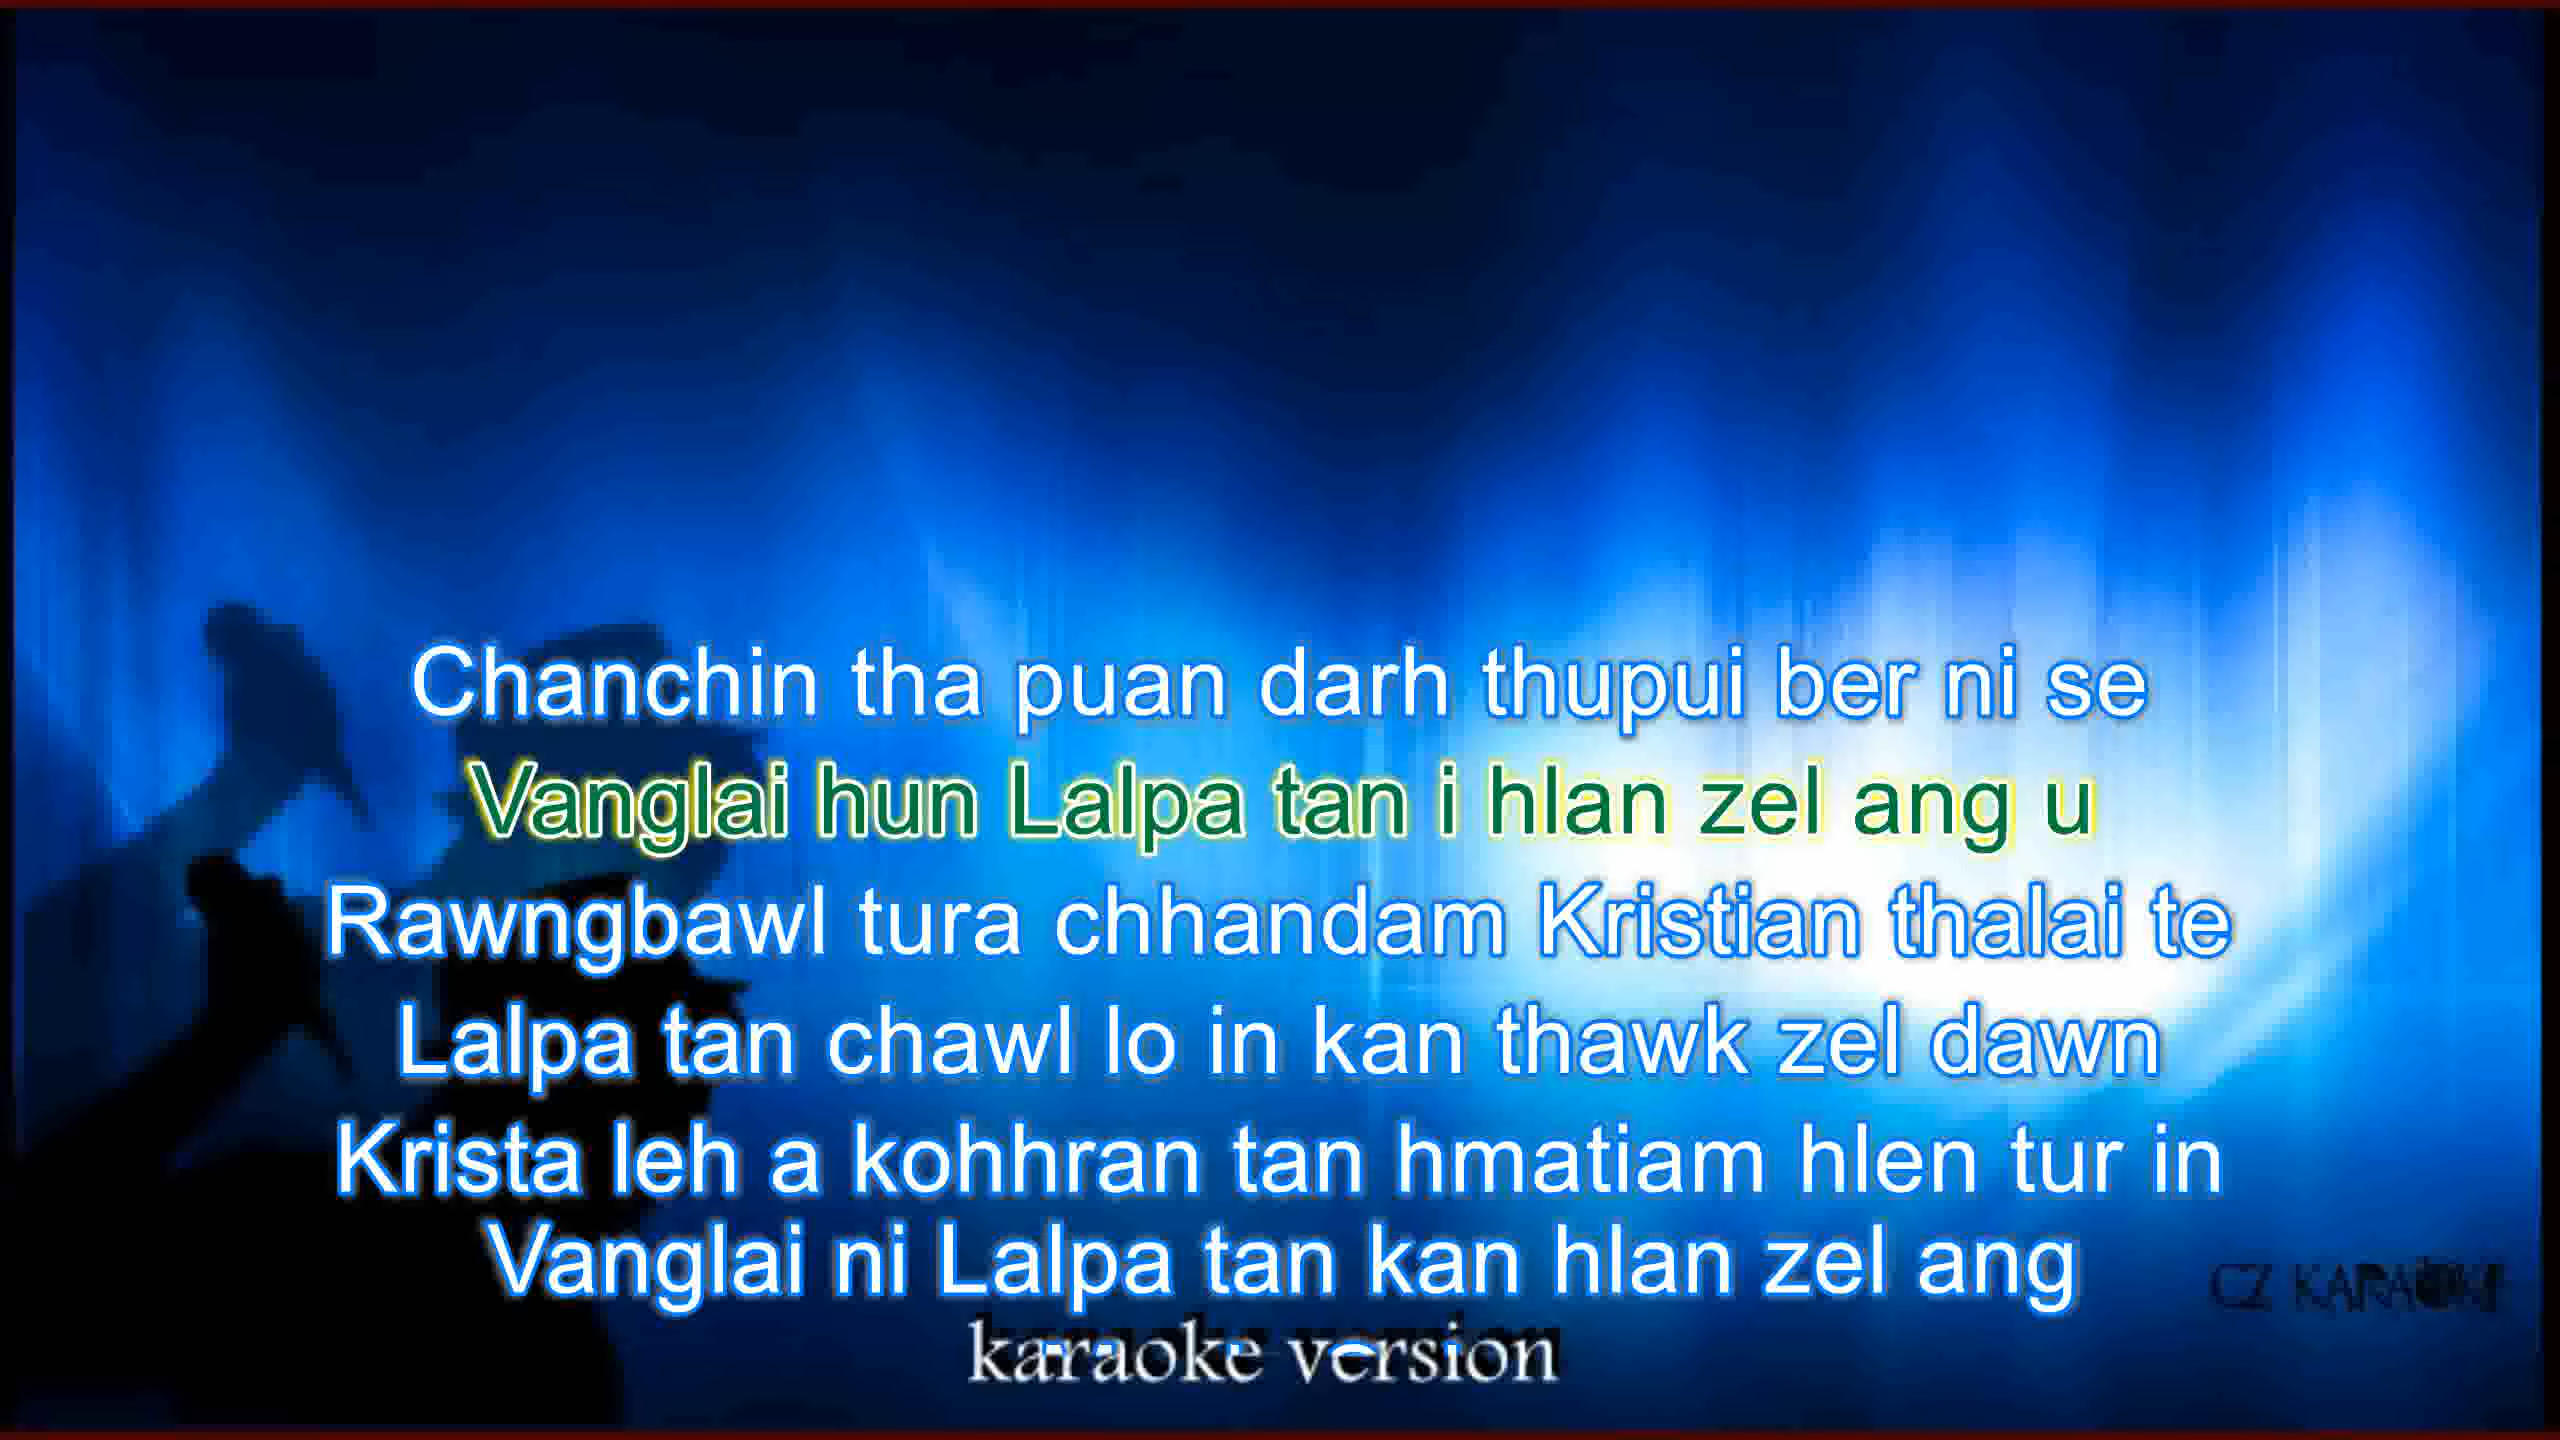 Chanchin tha puan darh thupui ber ni se
Vanglai hun Lalpa tan i hlan zel ang u
Rawngbawl tura chhandam Kristian thalai te
Lalpa tan chawl lo in kan thawk zel dawn
Krista leh a kohhran tan hmatiam hlen tur in
Vanglai ni Lalpa tan kan hlan zel ang
karaoke version
CZ KARAOKE